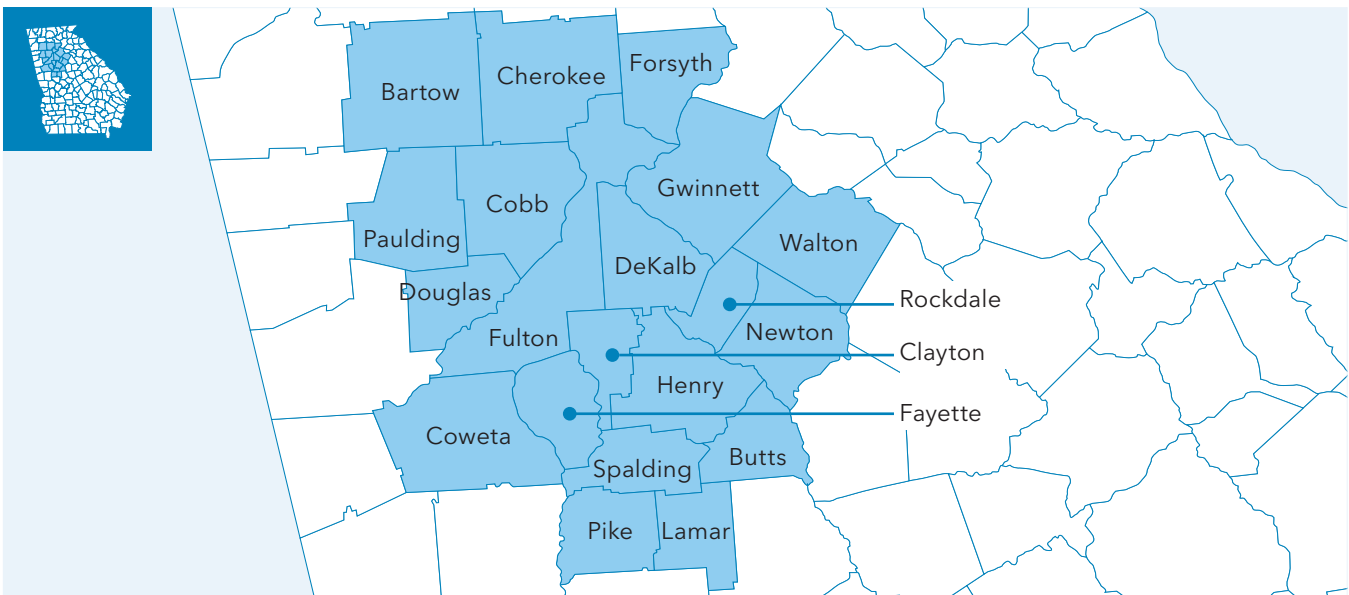 Forsyth
Cherokee
Bartow
Gwinnett
Cobb
Paulding
Walton
DeKalb
Douglas
Rockdale
Newton
Fulton
Clayton
Henry
Fayette
Coweta
Butts
Spalding
Pike
Lamar